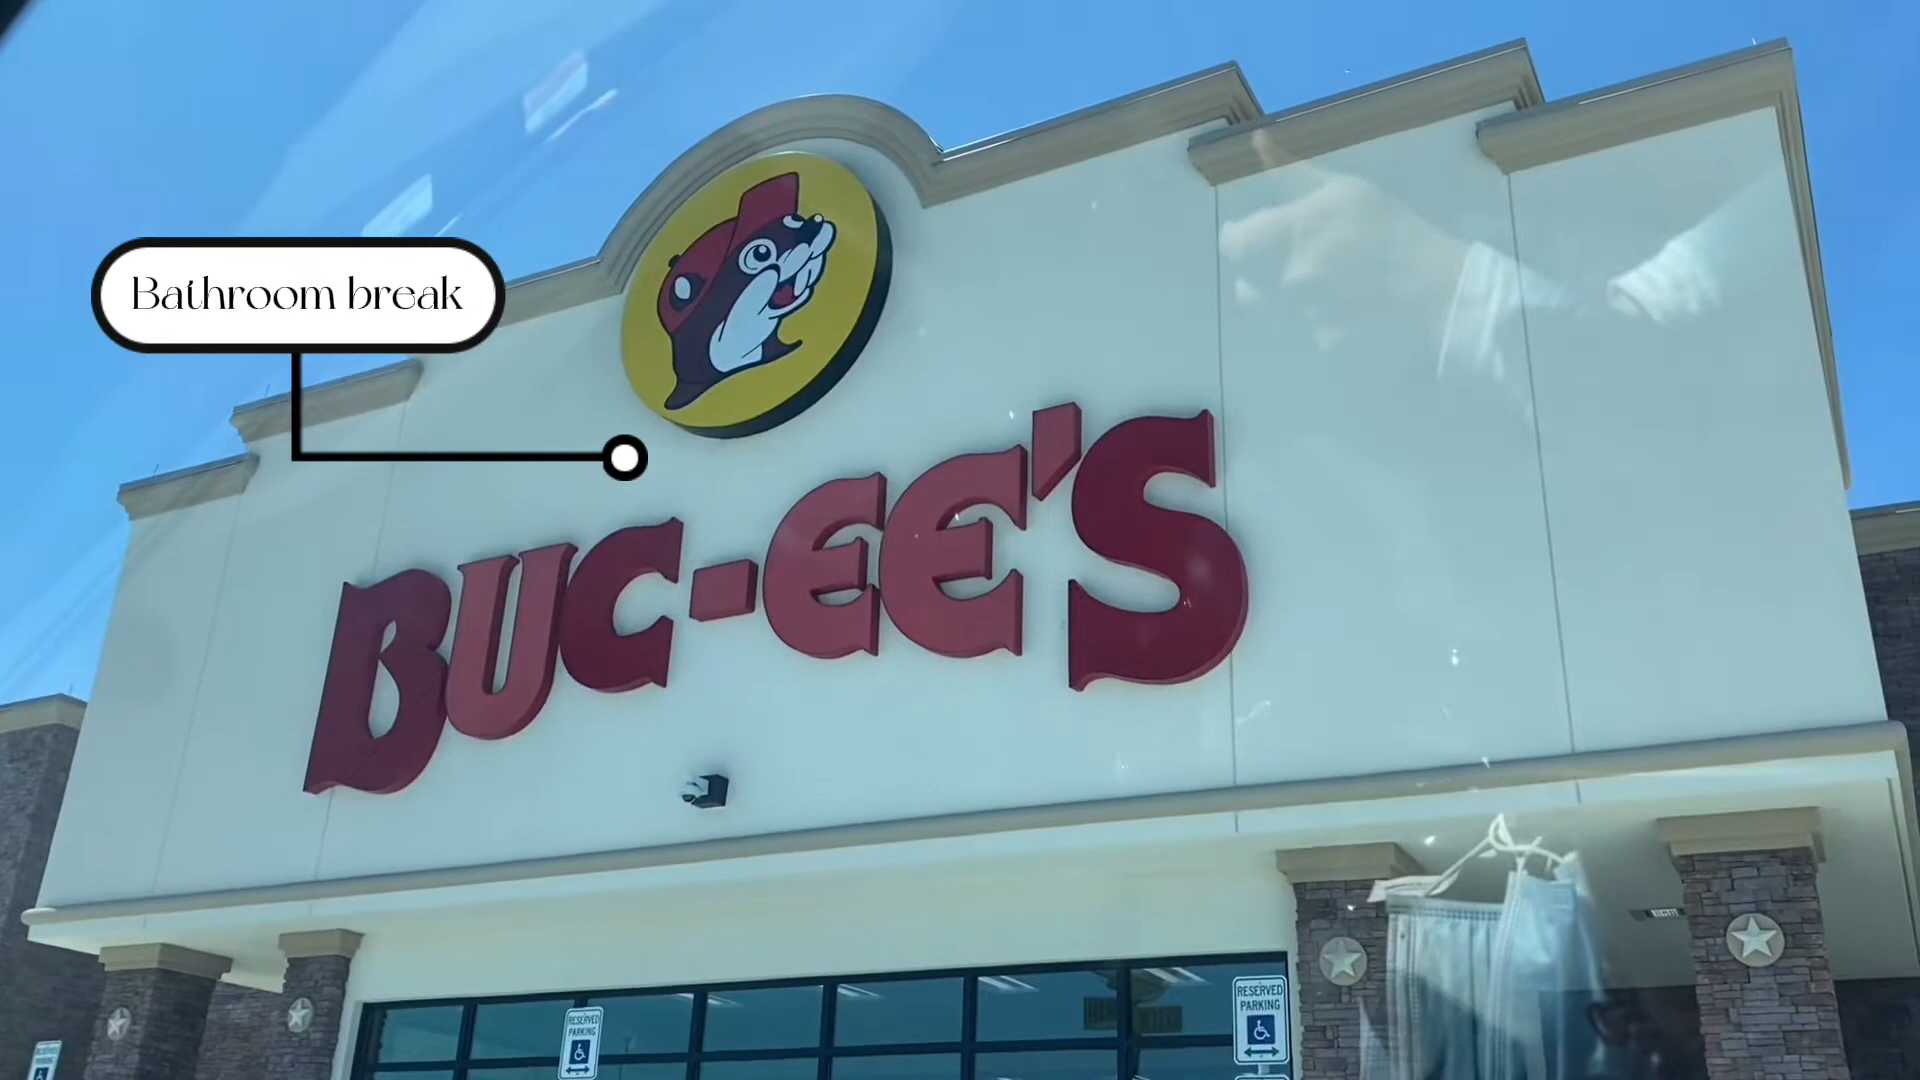 Bathroom break
BUC-EE'S
RESERVED
PARKING
RESERVED
PARKING